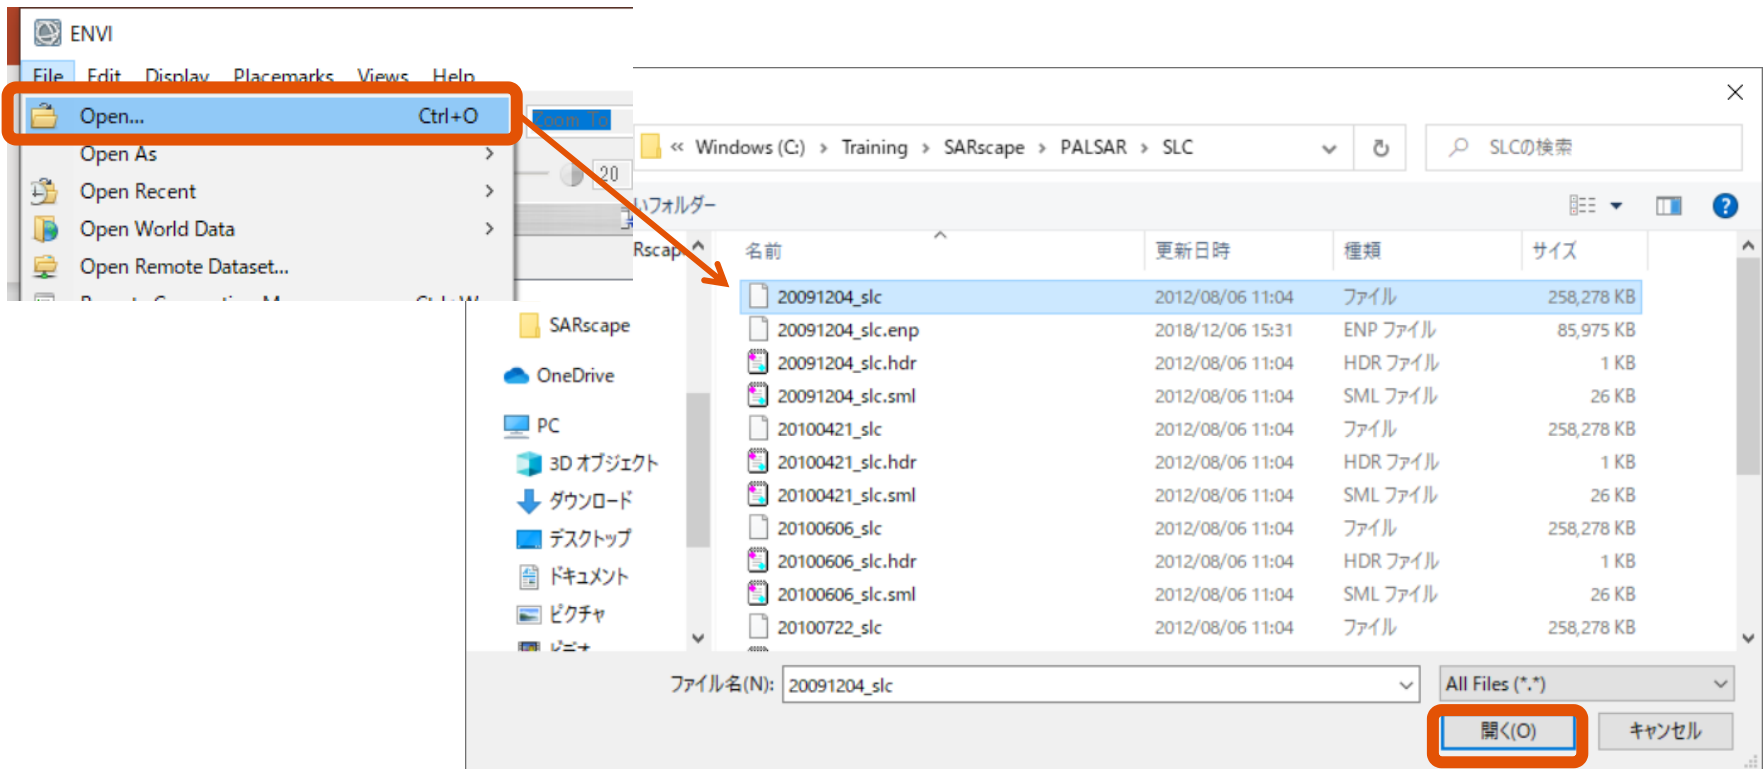 ENVI
File Edit Display Placemarks Views Help
Open... Ctrl+O
Zoom To
Open As
20
Open Recent
Open World Data
Open Remote Dataset...
« Windows (C:) › Training › SARscape › PALSAR › SLC
SLCの検索
いフォルダー
Rscap 名前 更新日時 種類 サイズ
SARscape
OneDrive
PC
3D オブジェクト
ダウンロード
デスクトップ
ドキュメント
ピクチャ
ビデオ
20091204_slc 2012/08/06 11:04 ファイル 258,278 KB
20091204_slc.enp 2018/12/06 15:31 ENP ファイル 85,975 KB
20091204_slc.hdr 2012/08/06 11:04 HDR ファイル 1 KB
20091204_slc.sml 2012/08/06 11:04 SML ファイル 26 KB
20100421_slc 2012/08/06 11:04 ファイル 258,278 KB
20100421_slc.hdr 2012/08/06 11:04 HDR ファイル 1 KB
20100421_slc.sml 2012/08/06 11:04 SML ファイル 26 KB
20100606_slc 2012/08/06 11:04 ファイル 258,278 KB
20100606_slc.hdr 2012/08/06 11:04 HDR ファイル 1 KB
20100606_slc.sml 2012/08/06 11:04 SML ファイル 26 KB
20100722_slc 2012/08/06 11:04 ファイル 258,278 KB
ファイル名(N): 20091204_slc All Files (*.*)
開く(O) キャンセル